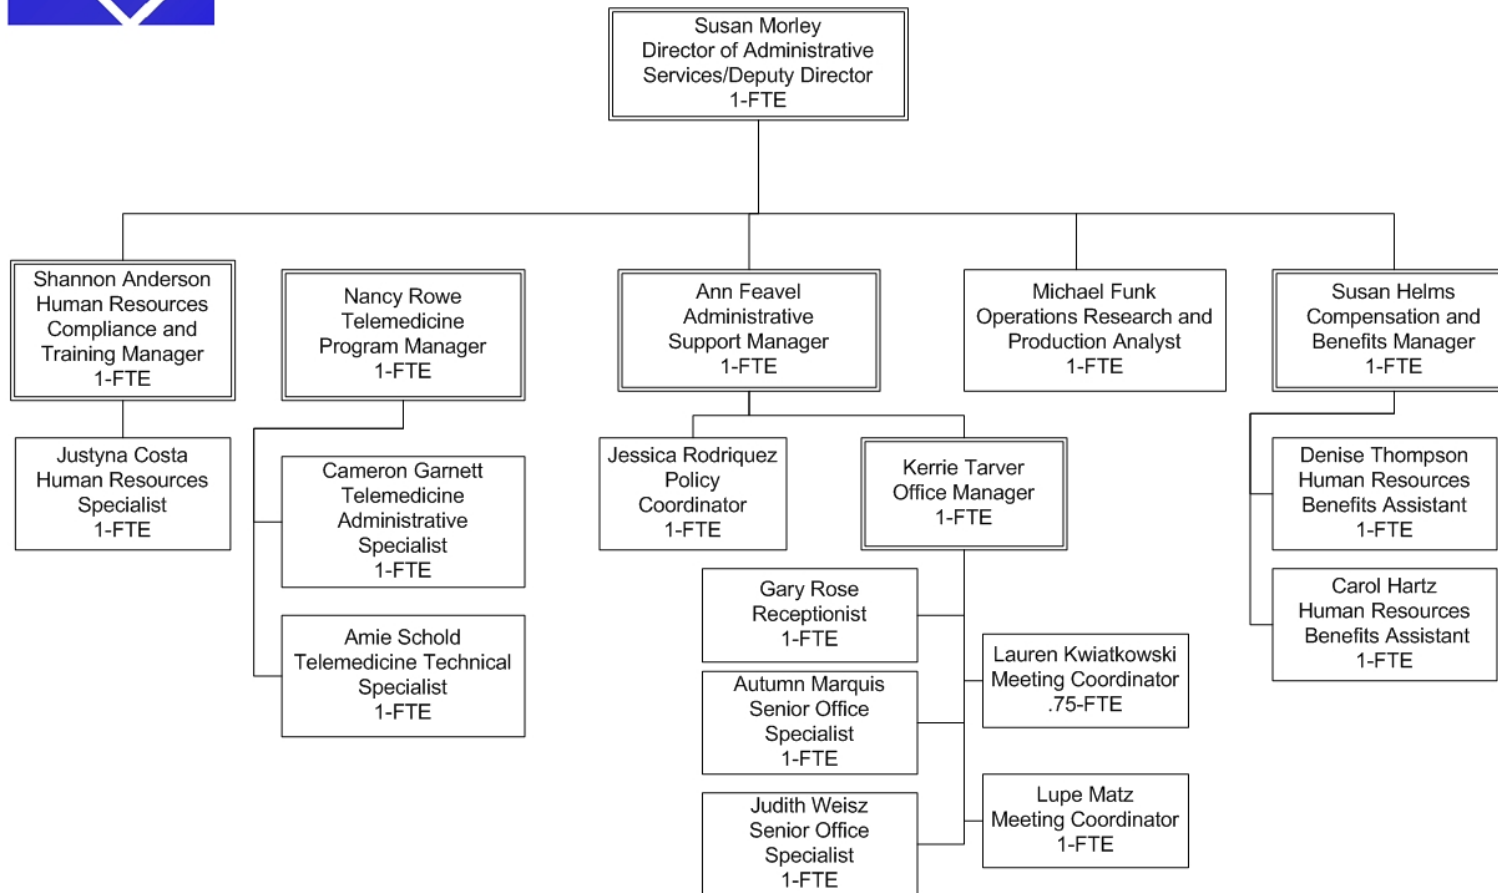 Susan Morley
Director of Administrative
Services/Deputy Director
1-FTE
Shannon Anderson
Human Resources
Compliance and
Training Manager
1-FTE
Nancy Rowe
Telemedicine
Program Manager
1-FTE
Ann Feavel
Administrative
Support Manager
1-FTE
Michael Funk
Operations Research and
Production Analyst
1-FTE
Susan Helms
Compensation and
Benefits Manager
1-FTE
Justyna Costa
Human Resources
Specialist
1-FTE
Cameron Garnett
Telemedicine
Administrative
Specialist
1-FTE
Amie Schold
Telemedicine Technical
Specialist
1-FTE
Jessica Rodriquez
Policy
Coordinator
1-FTE
Kerrie Tarver
Office Manager
1-FTE
Gary Rose
Receptionist
1-FTE
Autumn Marquis
Senior Office
Specialist
1-FTE
Judith Weisz
Senior Office
Specialist
1-FTE
Lauren Kwiatkowski
Meeting Coordinator
.75-FTE
Lupe Matz
Meeting Coordinator
1-FTE
Denise Thompson
Human Resources
Benefits Assistant
1-FTE
Carol Hartz
Human Resources
Benefits Assistant
1-FTE